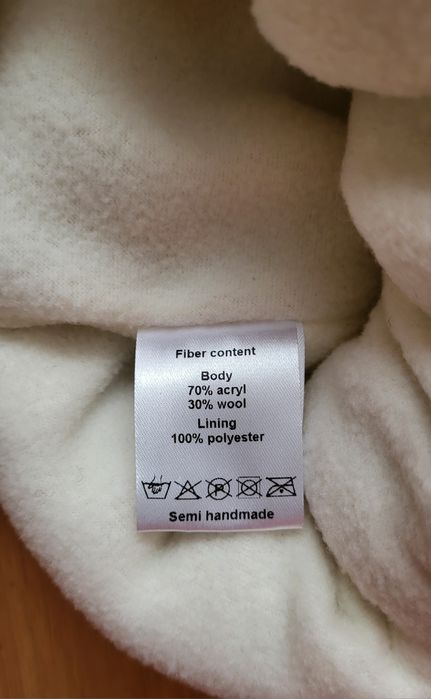 Fiber content
Body
70% acryl
30% wool
Lining
100% polyester
P
Semi handmade